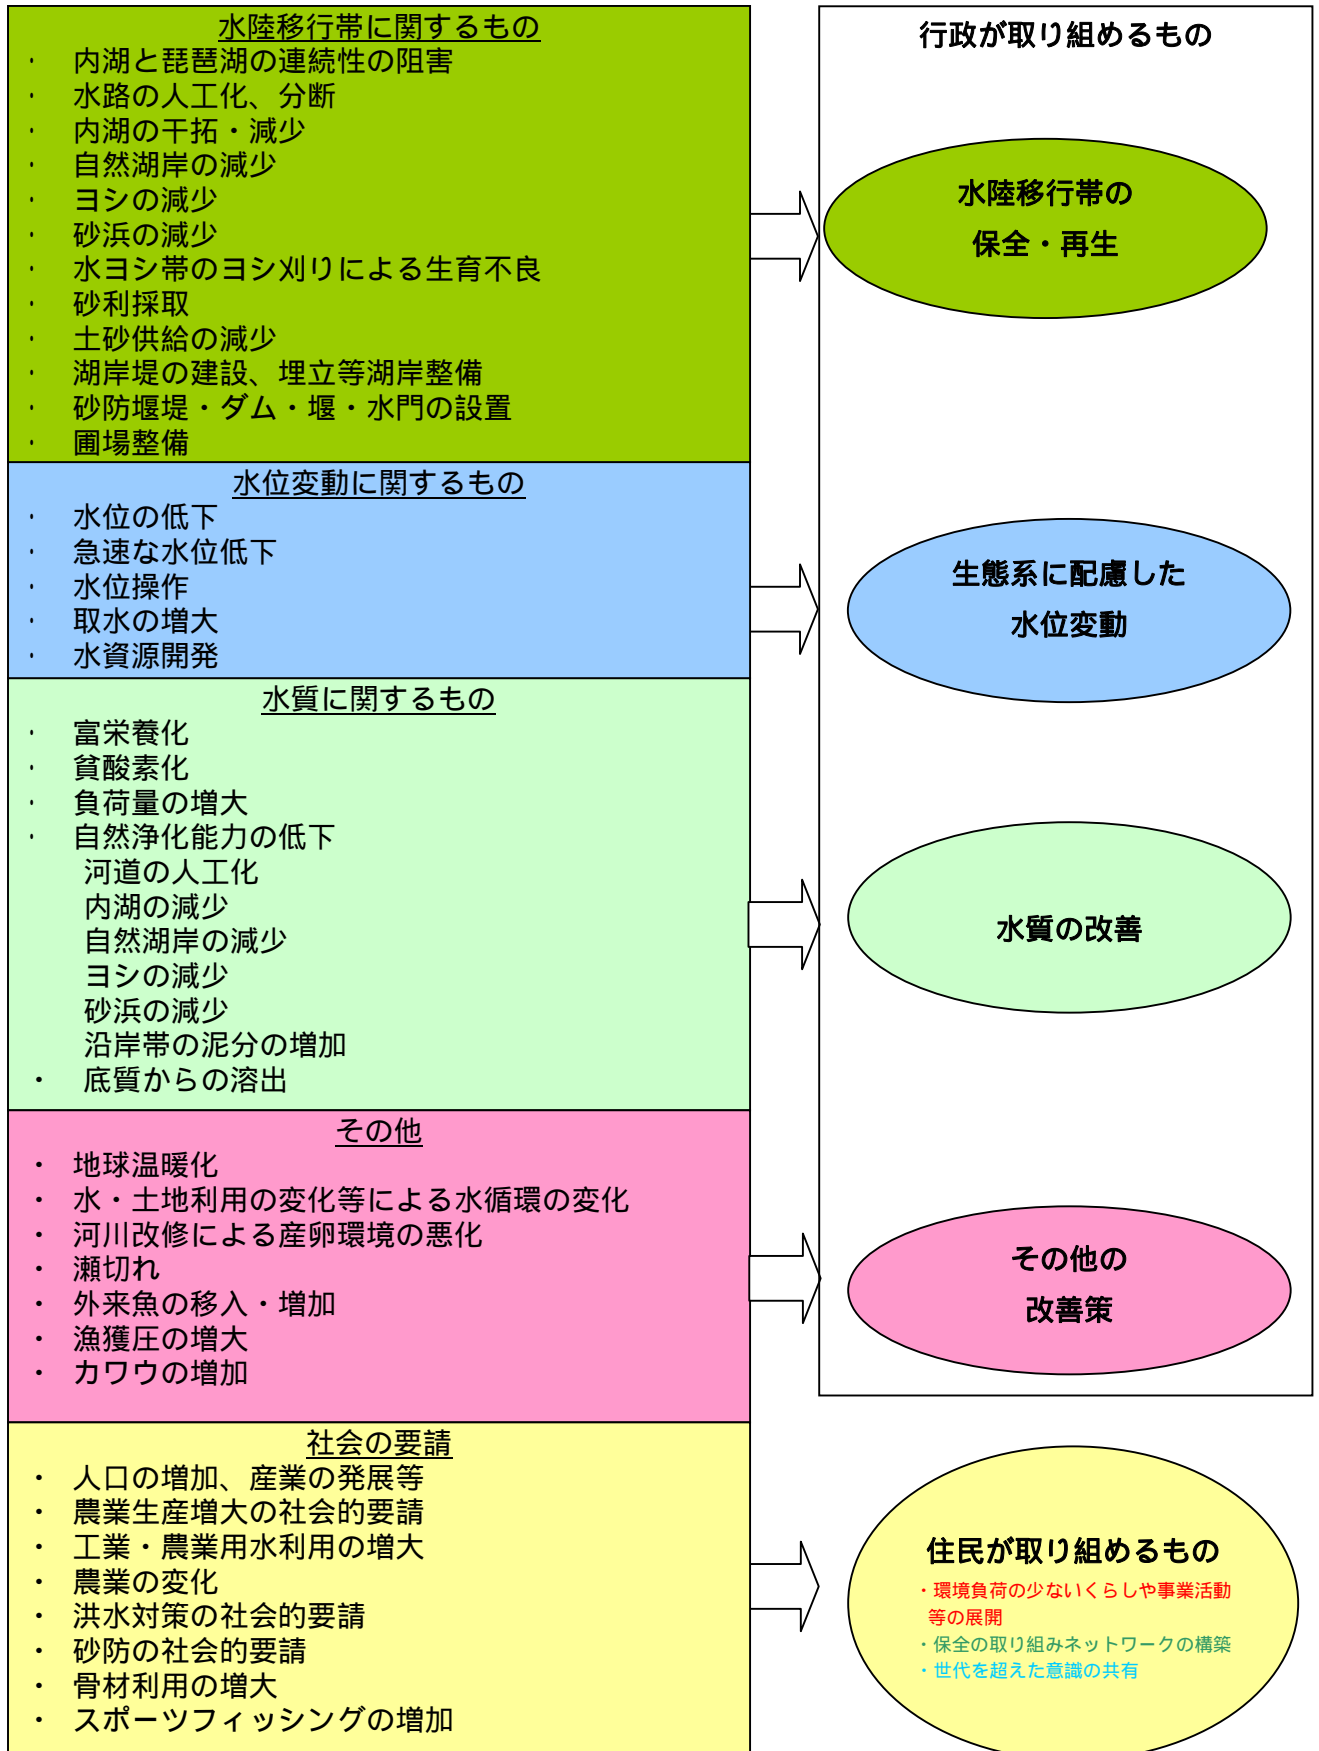 水陸移行帯に関するもの
・ 内湖と琵琶湖の連続性の阻害
・ 水路の人工化、分断
・ 内湖の干拓・減少
・ 自然湖岸の減少
・ ヨシの減少
・ 砂浜の減少
・ 水ヨシ帯のヨシ刈りによる生育不良
・ 砂利採取
・ 土砂供給の減少
・ 湖岸堤の建設、埋立等湖岸整備
・ 砂防堰堤・ダム・堰・水門の設置
・ 圃場整備
水位変動に関するもの
・ 水位の低下
・ 急速な水位低下
・ 水位操作
・ 取水の増大
・ 水資源開発
水質に関するもの
・ 富栄養化
・ 貧酸素化
・ 負荷量の増大
・ 自然浄化能力の低下
河道の人工化
内湖の減少
自然湖岸の減少
ヨシの減少
砂浜の減少
沿岸帯の泥分の増加
・ 底質からの溶出
その他
・ 地球温暖化
・ 水・土地利用の変化等による水循環の変化
・ 河川改修による産卵環境の悪化
・ 瀬切れ
・ 外来魚の移入・増加
・ 漁獲圧の増大
・ カワウの増加
社会の要請
・ 人口の増加、産業の発展等
・ 農業生産増大の社会的要請
・ 工業・農業用水利用の増大
・ 農業の変化
・ 洪水対策の社会的要請
・ 砂防の社会的要請
・ 骨材利用の増大
・ スポーツフィッシングの増加
行政が取り組めるもの
水陸移行帯の
保全・再生
生態系に配慮した
水位変動
水質の改善
その他の
改善策
住民が取り組めるもの
・環境負荷の少ないくらしや事業活動
等の展開
・保全の取り組みネットワークの構築
・世代を超えた意識の共有